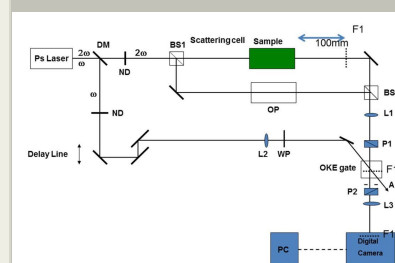 F1
Scattering cell Sample
DM 2ω 2ω BS1 100mm
Ps Laser ω
ND
OP BS
ω L1
ND
P1
Delay Line
L2 WP OKE gate F1
A
P2
L3
F1
PC Digital
Camera